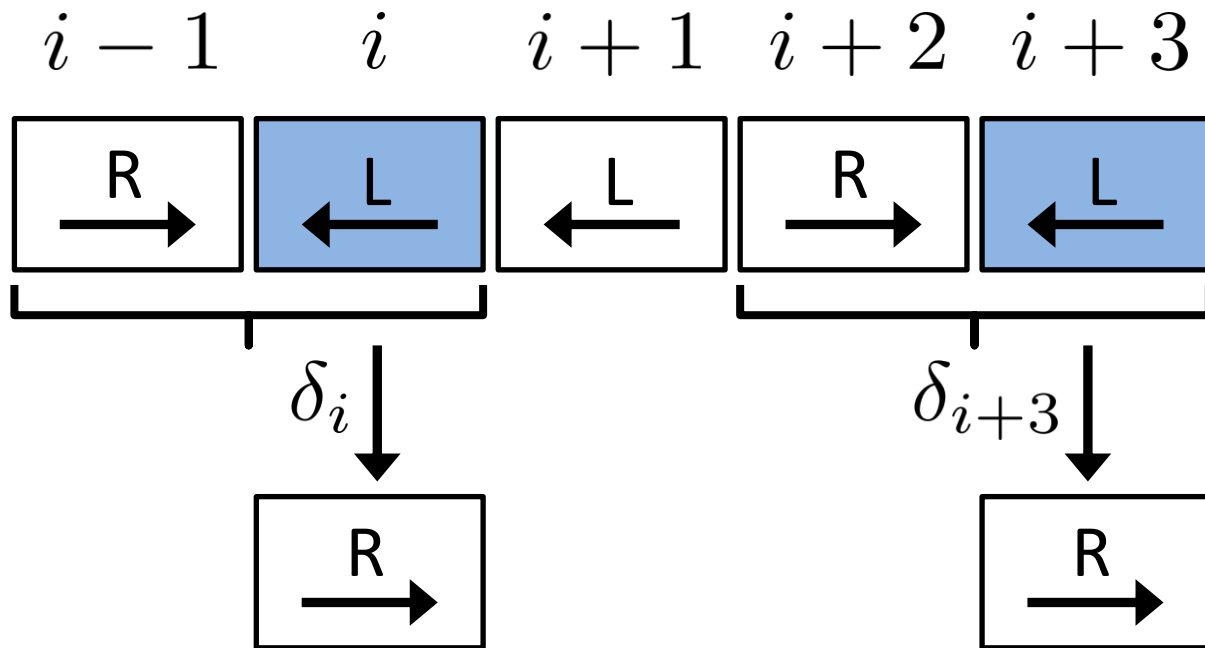 i − 1 i i + 1 i + 2 i + 3
R L L R L
δ_i δ_{i+3}
R R